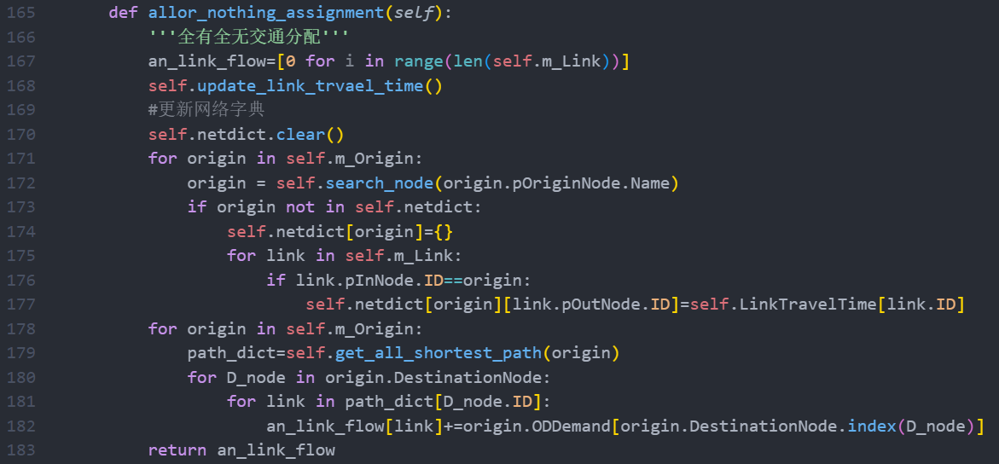 165 def allor_nothing_assignment(self):
166 '''全有全无交通分配'''
167 an_link_flow=[0 for i in range(len(self.m_Link))]
168 self.update_link_trvael_time()
169 #更新网络字典
170 self.netdict.clear()
171 for origin in self.m_Origin:
172 origin = self.search_node(origin.pOriginNode.Name)
173 if origin not in self.netdict:
174 self.netdict[origin]={}
175 for link in self.m_Link:
176 if link.pInNode.ID==origin:
177 self.netdict[origin][link.pOutNode.ID]=self.LinkTravelTime[link.ID]
178 for origin in self.m_Origin:
179 path_dict=self.get_all_shortest_path(origin)
180 for D_node in origin.DestinationNode:
181 for link in path_dict[D_node.ID]:
182 an_link_flow[link]+=origin.ODDemand[origin.DestinationNode.index(D_node)]
183 return an_link_flow